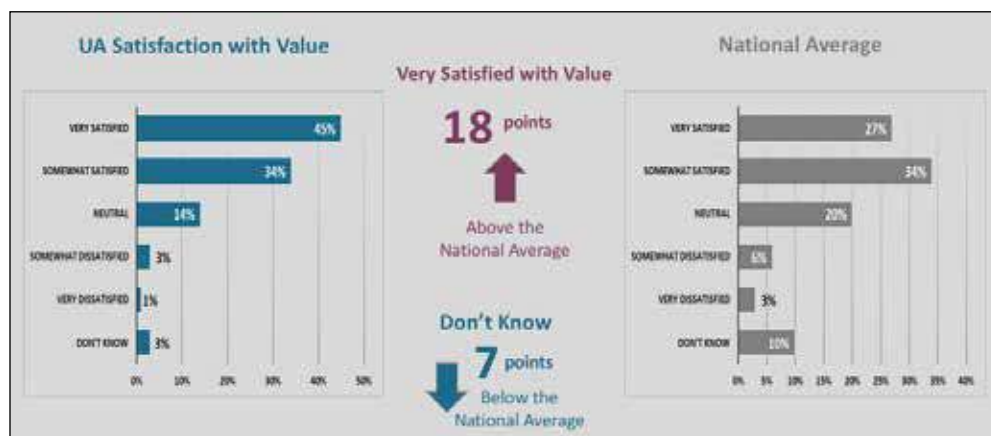 UA Satisfaction with Value
VERY SATISFIED 45%
SOMEWHAT SATISFIED 34%
NEUTRAL 14%
SOMEWHAT DISSATISFIED 3%
VERY DISSATISFIED 1%
DON'T KNOW 3%
0% 10% 20% 30% 40% 50%
Very Satisfied with Value
18 points
Above the
National Average
Don't Know
7 points
Below the
National Average
National Average
VERY SATISFIED 27%
SOMEWHAT SATISFIED 34%
NEUTRAL 20%
SOMEWHAT DISSATISFIED 6%
VERY DISSATISFIED 3%
DON'T KNOW 10%
0% 5% 10% 15% 20% 25% 30% 35% 40%